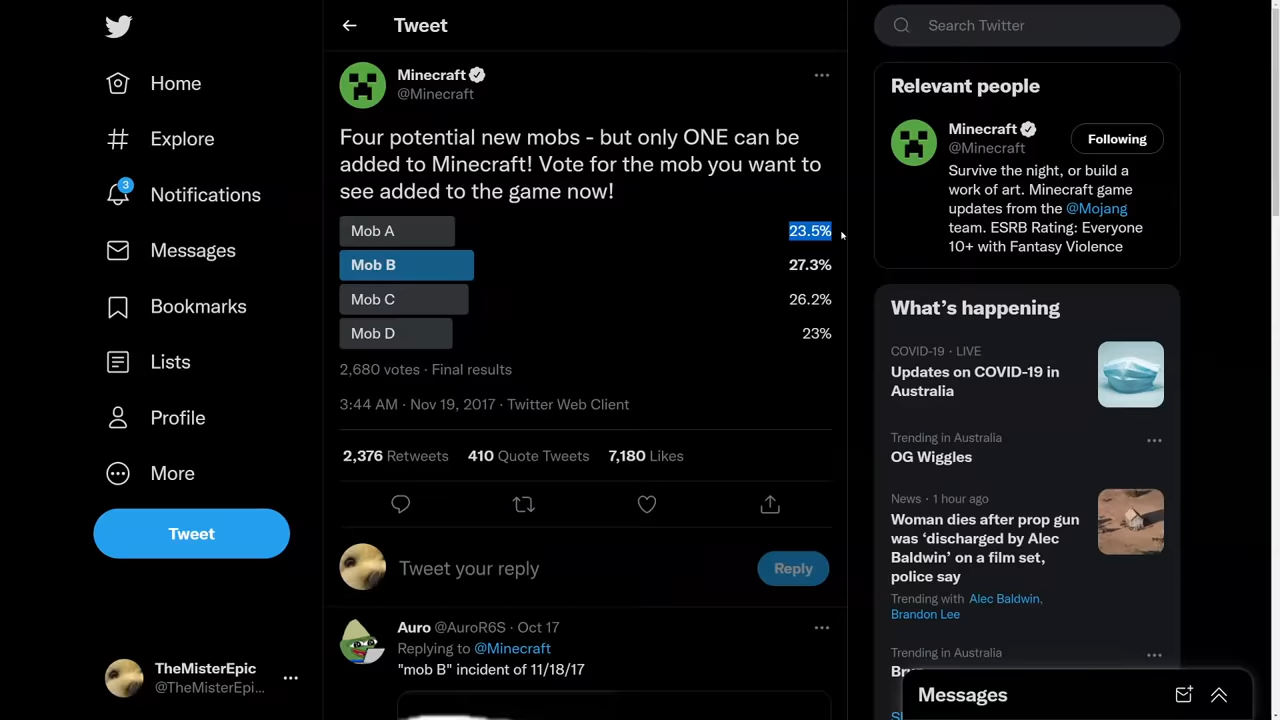 Home
Explore
3
Notifications
Messages
Bookmarks
Lists
Profile
More
Tweet
TheMisterEpic
@TheMisterEpi...
Tweet
Minecraft
@Minecraft
Four potential new mobs - but only ONE can be
added to Minecraft! Vote for the mob you want to
see added to the game now!
Mob A 23.5%
Mob B 27.3%
Mob C 26.2%
Mob D 23%
2,680 votes · Final results
3:44 AM · Nov 19, 2017 · Twitter Web Client
2,376 Retweets 410 Quote Tweets 7,180 Likes
Tweet your reply
Reply
Auro @AuroR6S · Oct 17
Replying to @Minecraft
"mob B" incident of 11/18/17
Search Twitter
Relevant people
Minecraft
@Minecraft
Following
Survive the night, or build a
work of art. Minecraft game
updates from the @Mojang
team. ESRB Rating: Everyone
10+ with Fantasy Violence
What's happening
COVID-19 · LIVE
Updates on COVID-19 in
Australia
Trending in Australia
OG Wiggles
News · 1 hour ago
Woman dies after prop gun
was ‘discharged by Alec
Baldwin’ on a film set,
police say
Trending with Alec Baldwin,
Brandon Lee
Trending in Australia
Messages